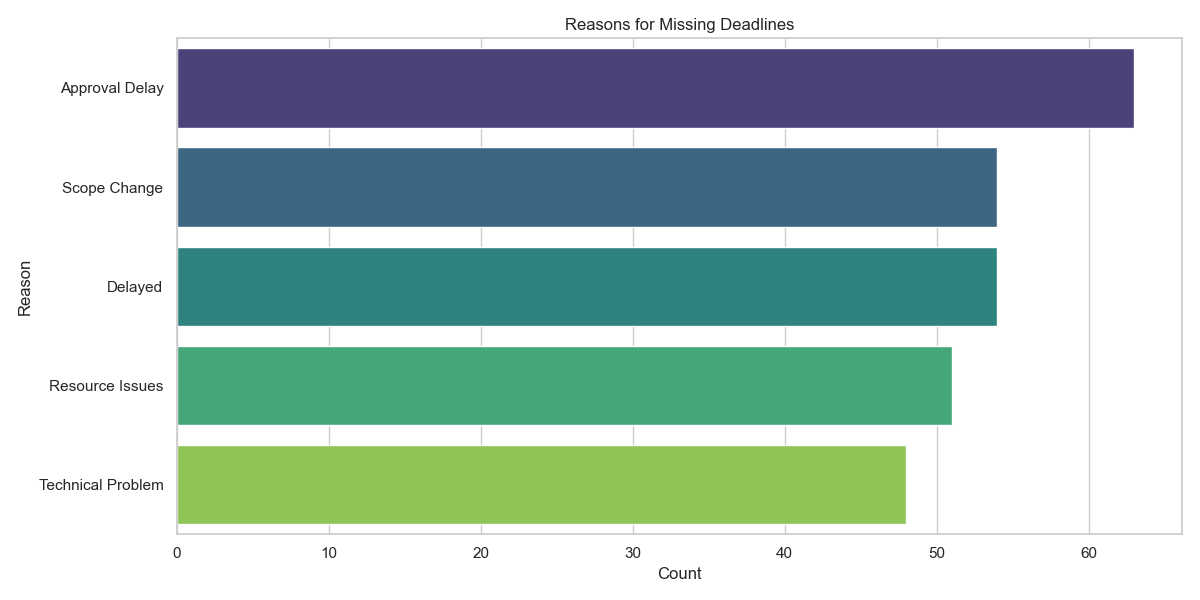 Reasons for Missing Deadlines
Reason
Approval Delay
Scope Change
Delayed
Resource Issues
Technical Problem
0 10 20 30 40 50 60
Count